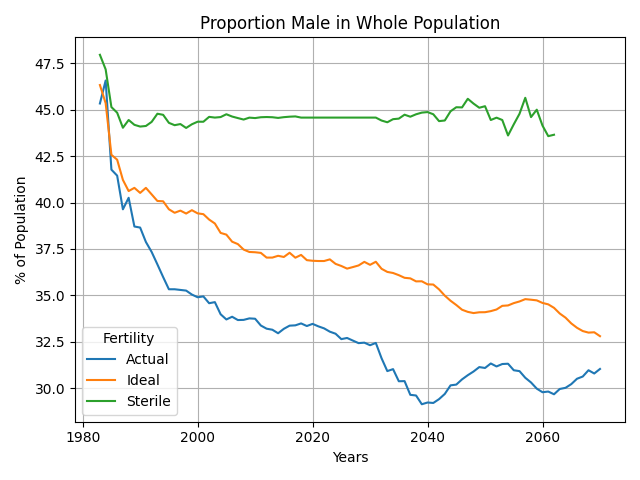 Proportion Male in Whole Population
% of Population
47.5
45.0
42.5
40.0
37.5
35.0
32.5
30.0
Fertility
Actual
Ideal
Sterile
1980
2000
2020
2040
2060
Years